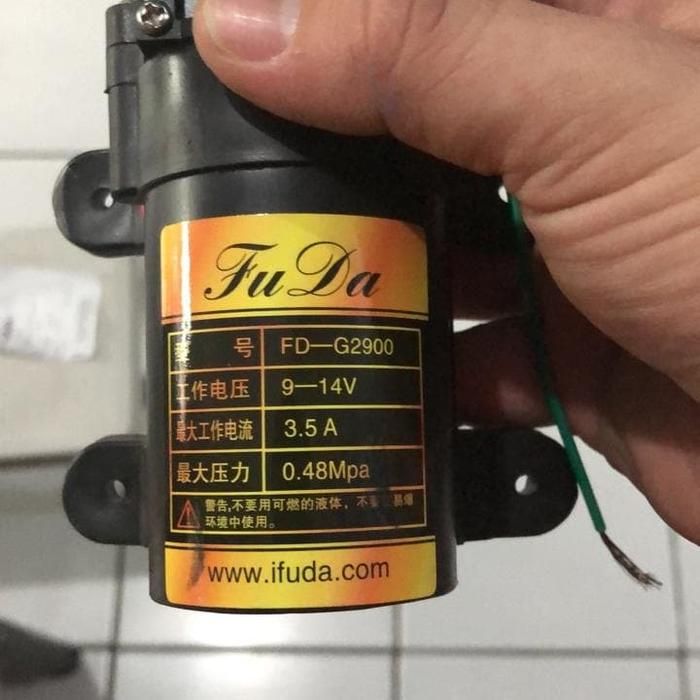 Fu Da
号 FD—G2900
工作电压 9—14V
最大工作电流 3.5 A
最大压力 0.48Mpa
警告,不要用可燃的液体，不 易爆
环境中使用。
www.ifuda.com